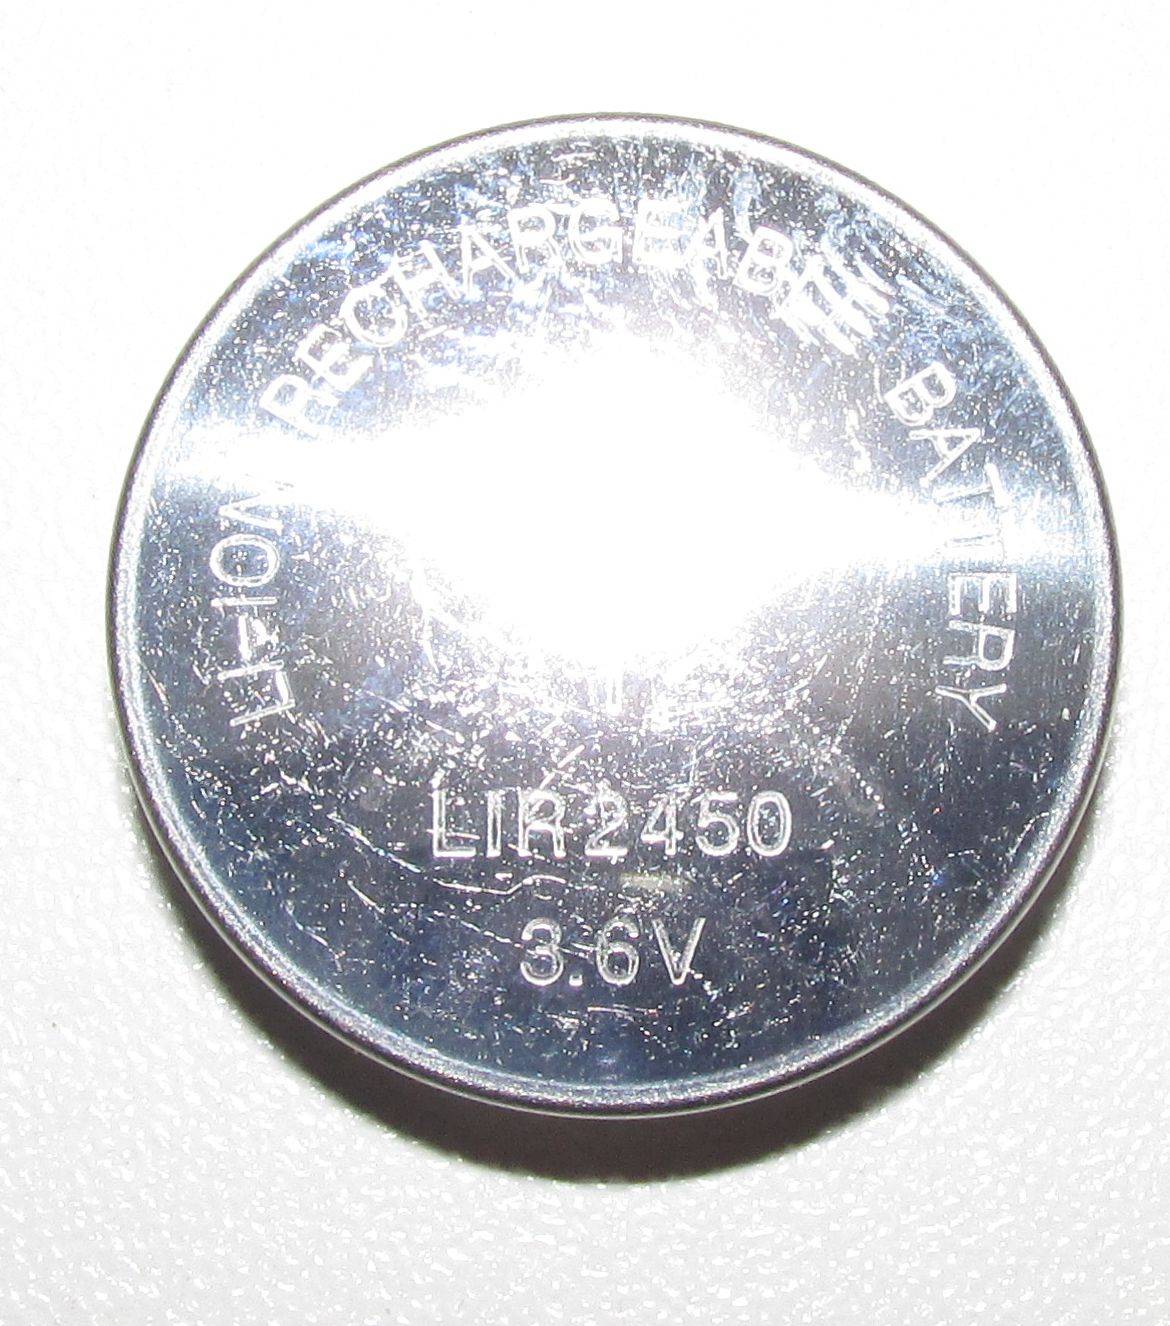 LI-ION RECHARGEABLE BATTERY
LIR2450
3.6V